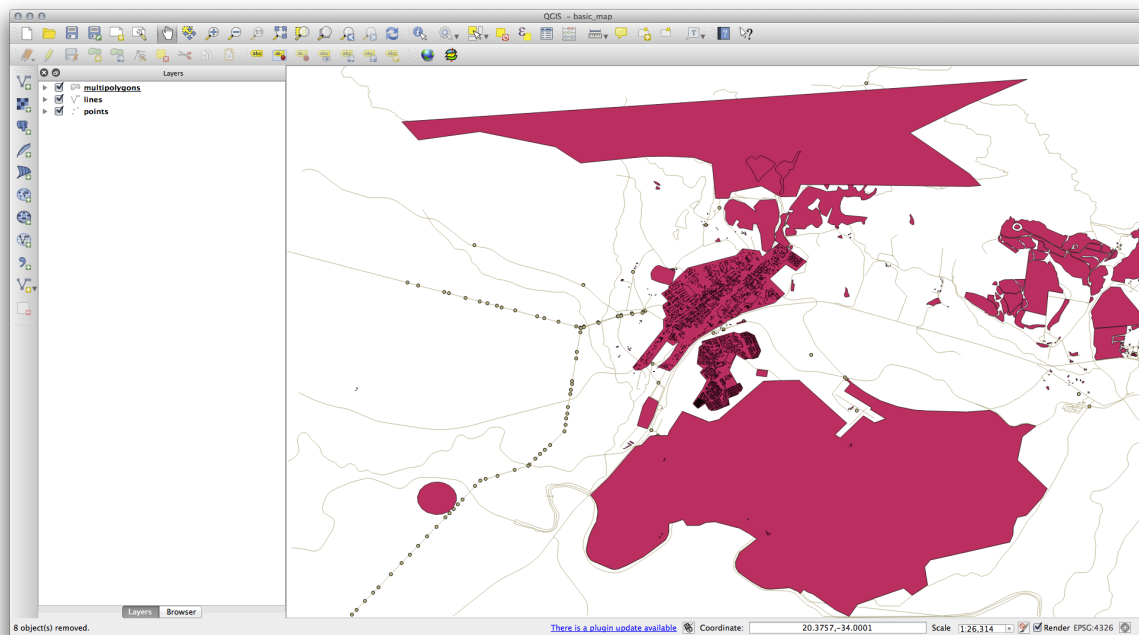 QGIS - basic_map
Layers
multipolygons
lines
points
Layers Browser
8 object(s) removed.
There is a plugin update available
Coordinate:
20.3757,-34.0001
Scale
1:26,314
Render
EPSG:4326